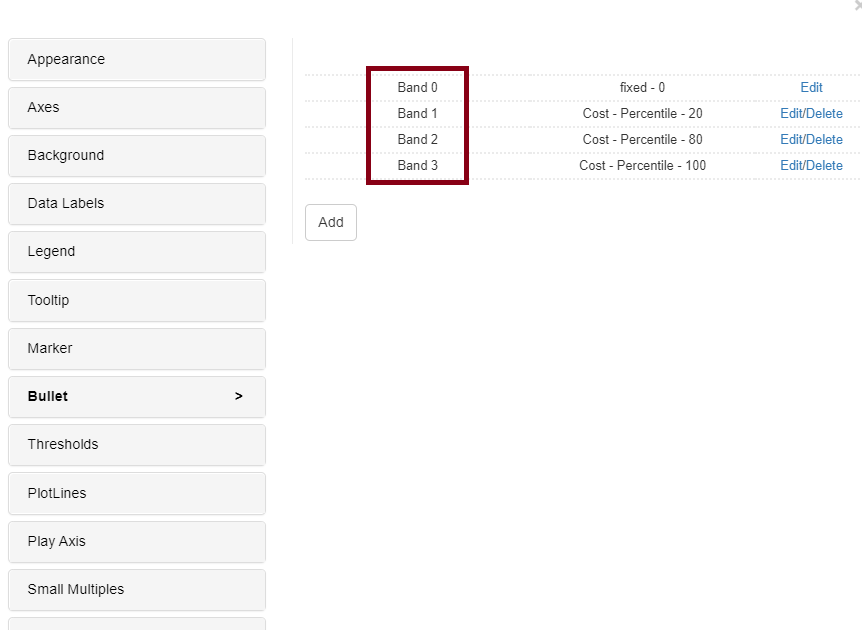 Appearance
Axes
Background
Data Labels
Legend
Tooltip
Marker
Bullet >
Thresholds
PlotLines
Play Axis
Small Multiples
Band 0 fixed - 0 Edit
Band 1 Cost - Percentile - 20 Edit/Delete
Band 2 Cost - Percentile - 80 Edit/Delete
Band 3 Cost - Percentile - 100 Edit/Delete
Add